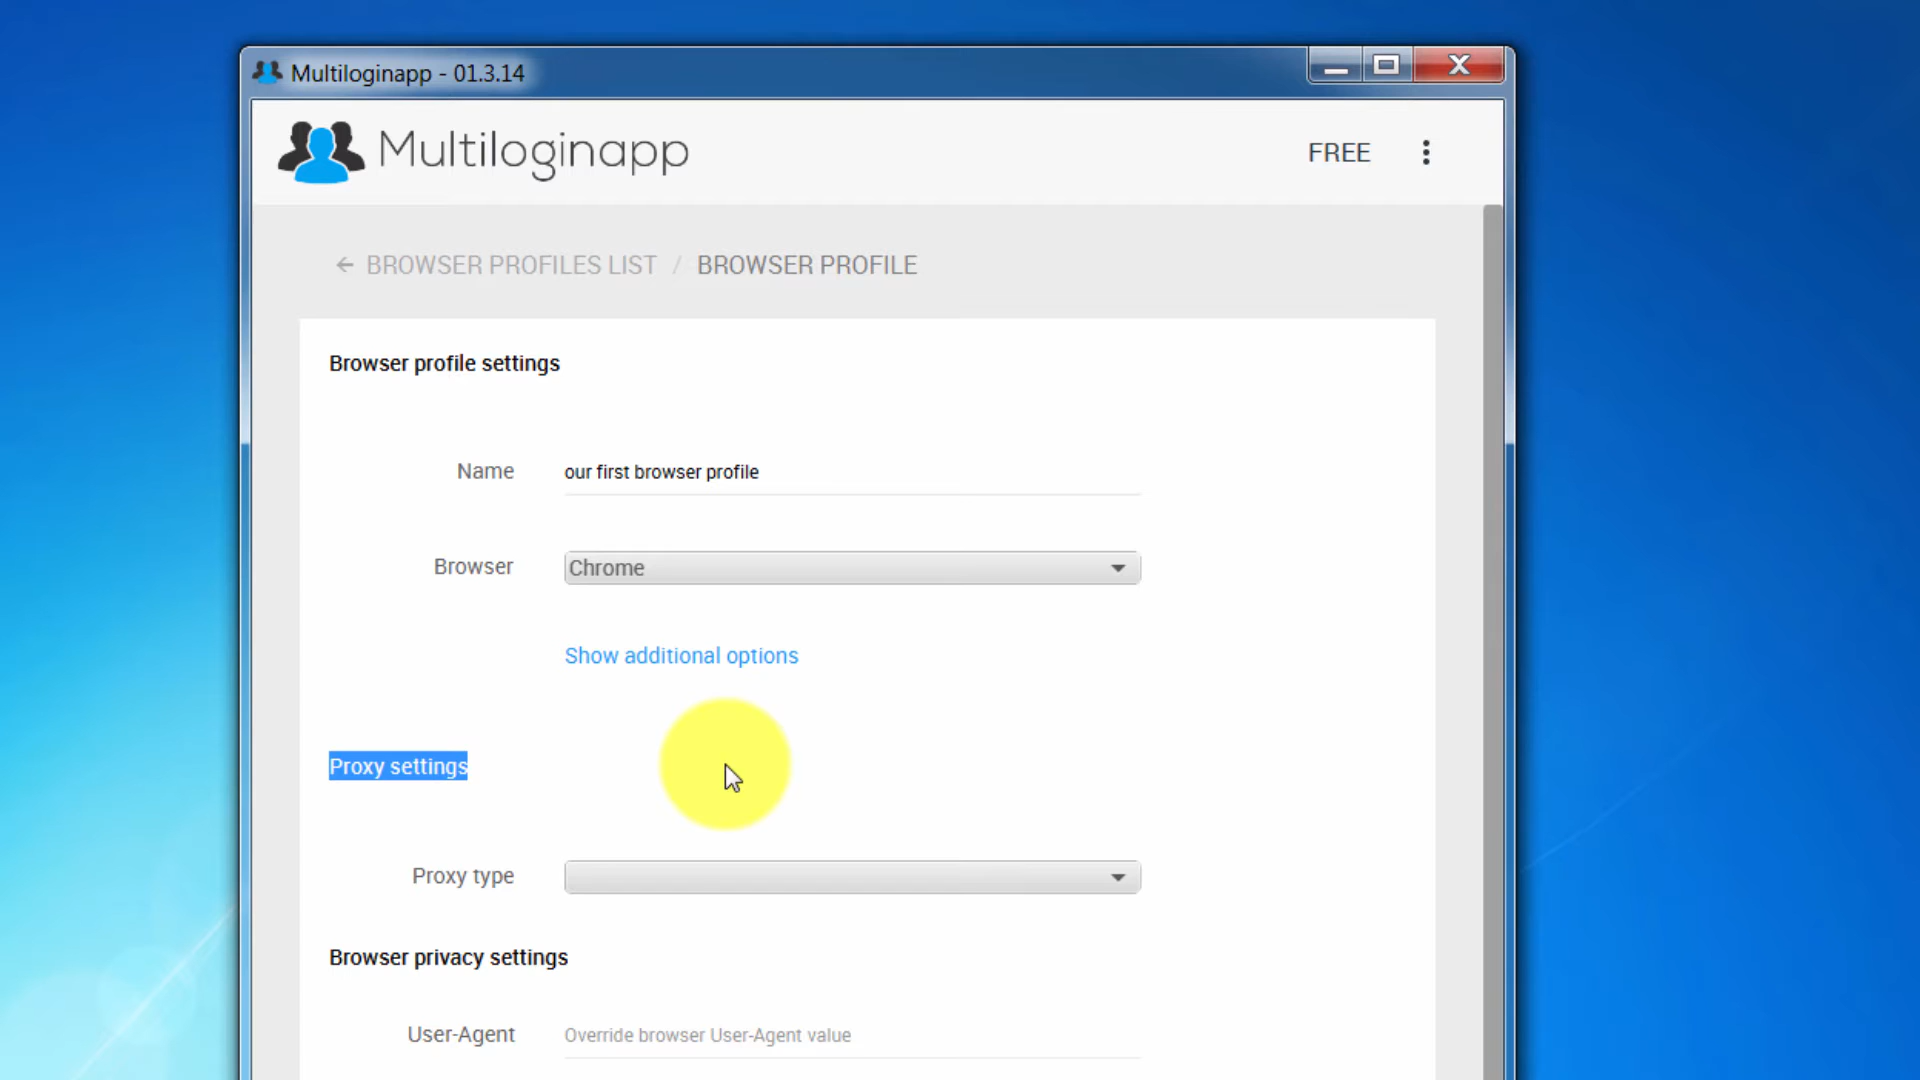 Multiloginapp - 01.3.14
Multiloginapp
FREE
BROWSER PROFILES LIST / BROWSER PROFILE
Browser profile settings
Name our first browser profile
Browser Chrome
Show additional options
Proxy settings
Proxy type
Browser privacy settings
User-Agent Override browser User-Agent value